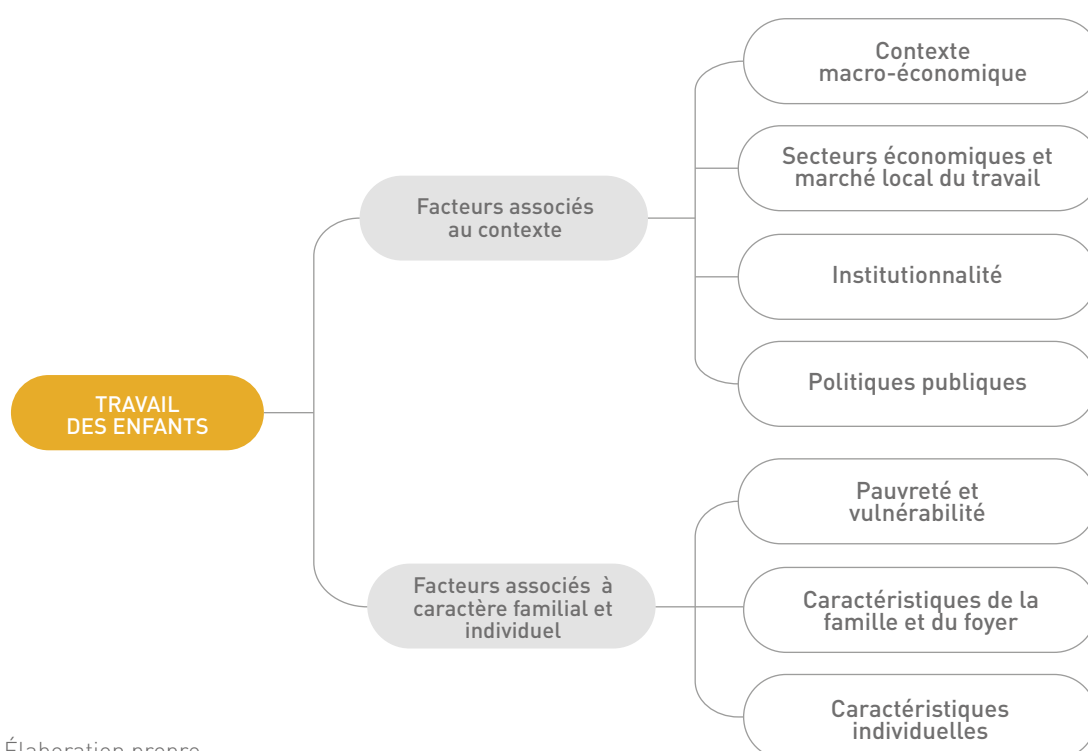 Contexte
macro-économique
Secteurs économiques et
marché local du travail
Facteurs associés
au contexte
Institutionnalité
Politiques publiques
TRAVAIL
DES ENFANTS
Pauvreté et
vulnérabilité
Facteurs associés à
caractère familial et
individuel
Caractéristiques de la
famille et du foyer
Caractéristiques
individuelles
Élaboration propre